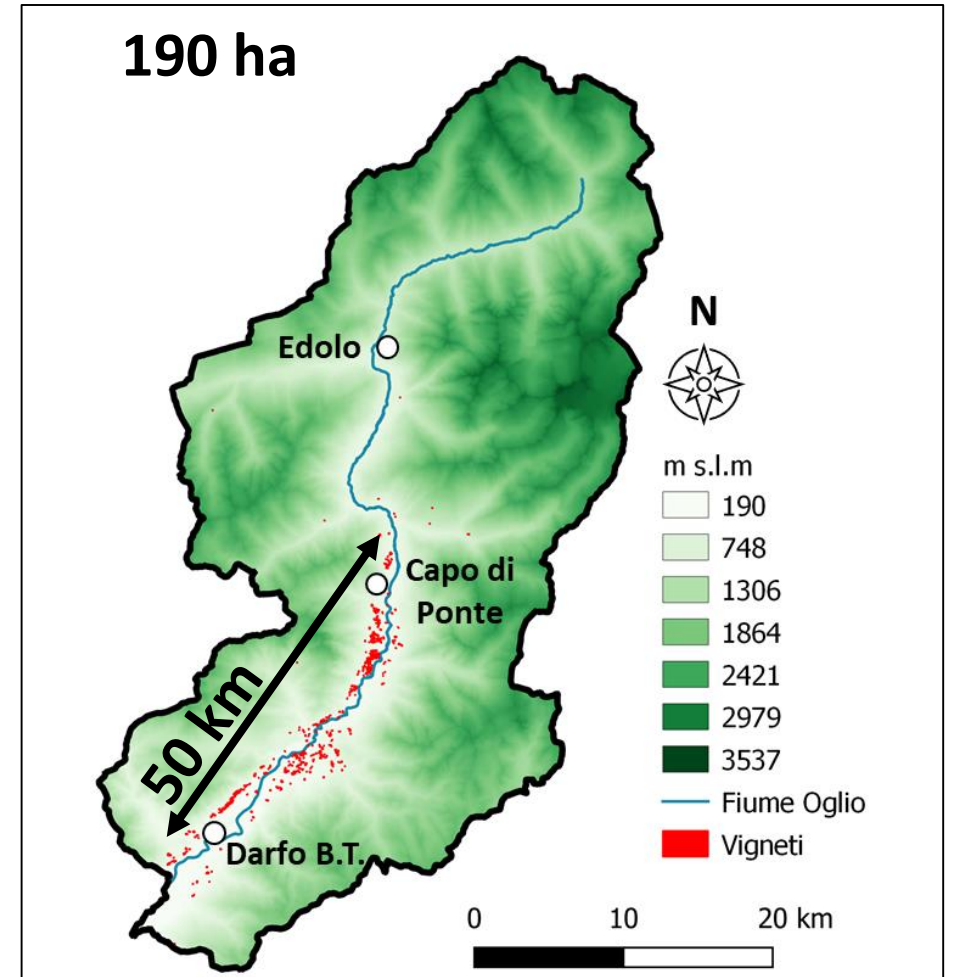 190 ha
N
Edolo
m s.l.m
190
748
1306
1864
2421
2979
3537
Fiume Oglio
Vigneti
Capo di
Ponte
50 km
Darfo B.T.
0 10 20 km